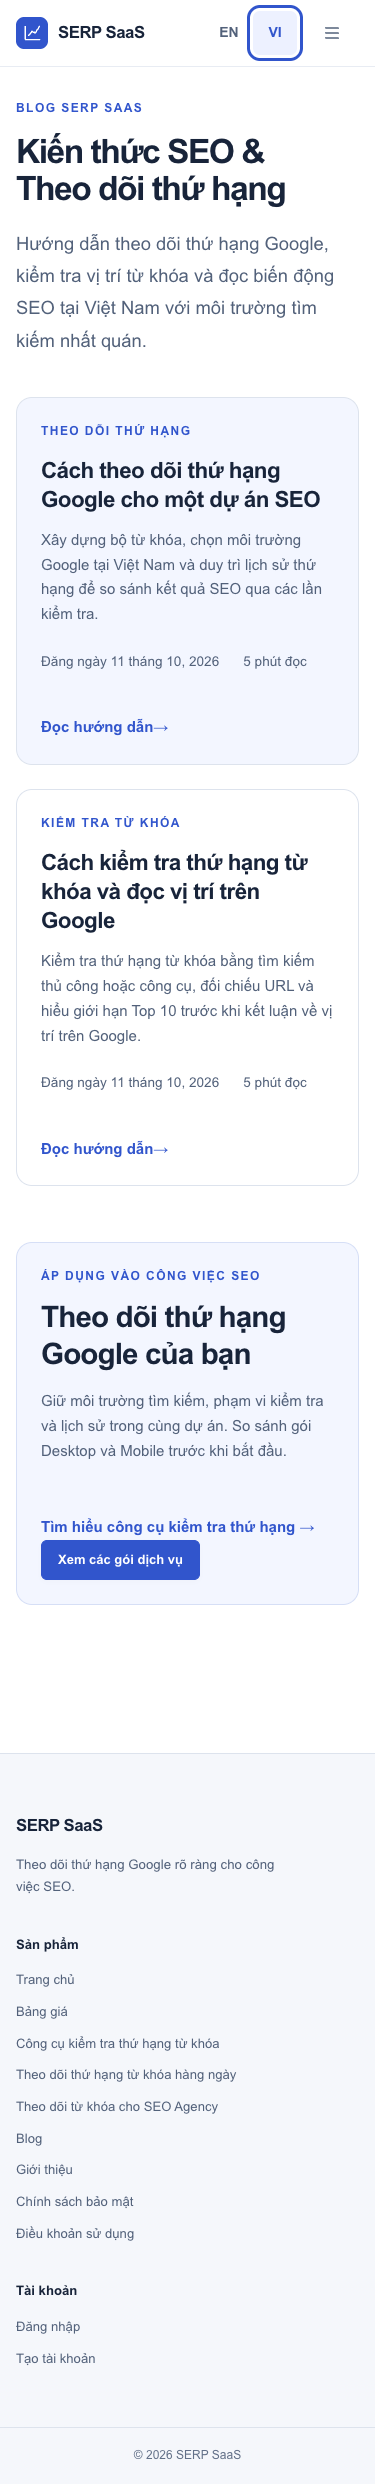 SERP SaaS
EN
VI
BLOG SERP SAAS
Kiến thức SEO &
Theo dõi thứ hạng
Hướng dẫn theo dõi thứ hạng Google,
kiểm tra vị trí từ khóa và đọc biến động
SEO tại Việt Nam với môi trường tìm
kiếm nhất quán.
THEO DÕI THỨ HẠNG
Cách theo dõi thứ hạng
Google cho một dự án SEO
Xây dựng bộ từ khóa, chọn môi trường
Google tại Việt Nam và duy trì lịch sử thứ
hạng để so sánh kết quả SEO qua các lần
kiểm tra.
Đăng ngày 11 tháng 10, 2026 5 phút đọc
Đọc hướng dẫn→
KIỂM TRA TỪ KHÓA
Cách kiểm tra thứ hạng từ
khóa và đọc vị trí trên
Google
Kiểm tra thứ hạng từ khóa bằng tìm kiếm
thủ công hoặc công cụ, đối chiếu URL và
hiểu giới hạn Top 10 trước khi kết luận về vị
trí trên Google.
Đăng ngày 11 tháng 10, 2026 5 phút đọc
Đọc hướng dẫn→
ÁP DỤNG VÀO CÔNG VIỆC SEO
Theo dõi thứ hạng
Google của bạn
Giữ môi trường tìm kiếm, phạm vi kiểm tra
và lịch sử trong cùng dự án. So sánh gói
Desktop và Mobile trước khi bắt đầu.
Tìm hiểu công cụ kiểm tra thứ hạng →
Xem các gói dịch vụ
SERP SaaS
Theo dõi thứ hạng Google rõ ràng cho công
việc SEO.
Sản phẩm
Trang chủ
Bảng giá
Công cụ kiểm tra thứ hạng từ khóa
Theo dõi thứ hạng từ khóa hàng ngày
Theo dõi từ khóa cho SEO Agency
Blog
Giới thiệu
Chính sách bảo mật
Điều khoản sử dụng
Tài khoản
Đăng nhập
Tạo tài khoản
© 2026 SERP SaaS